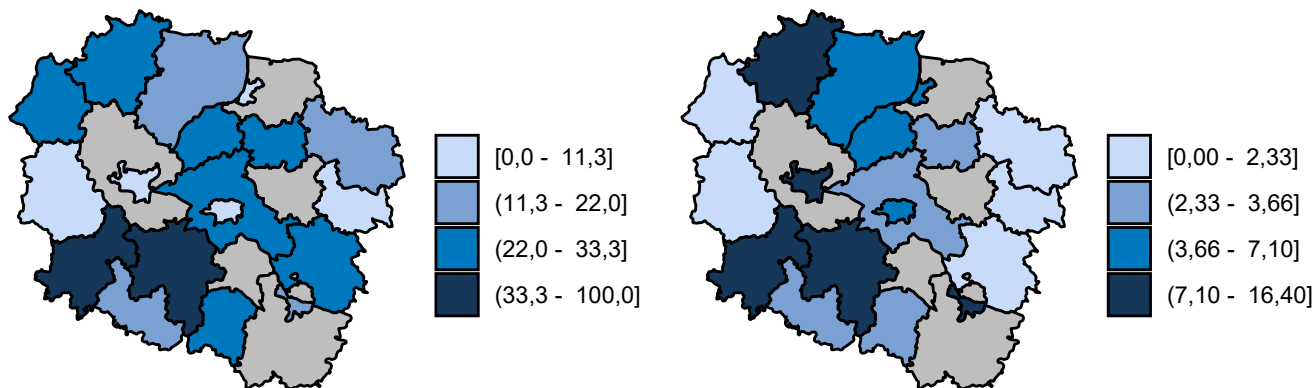 [0,0 - 11,3]
(11,3 - 22,0]
(22,0 - 33,3]
(33,3 - 100,0]
[0,00 - 2,33]
(2,33 - 3,66]
(3,66 - 7,10]
(7,10 - 16,40]